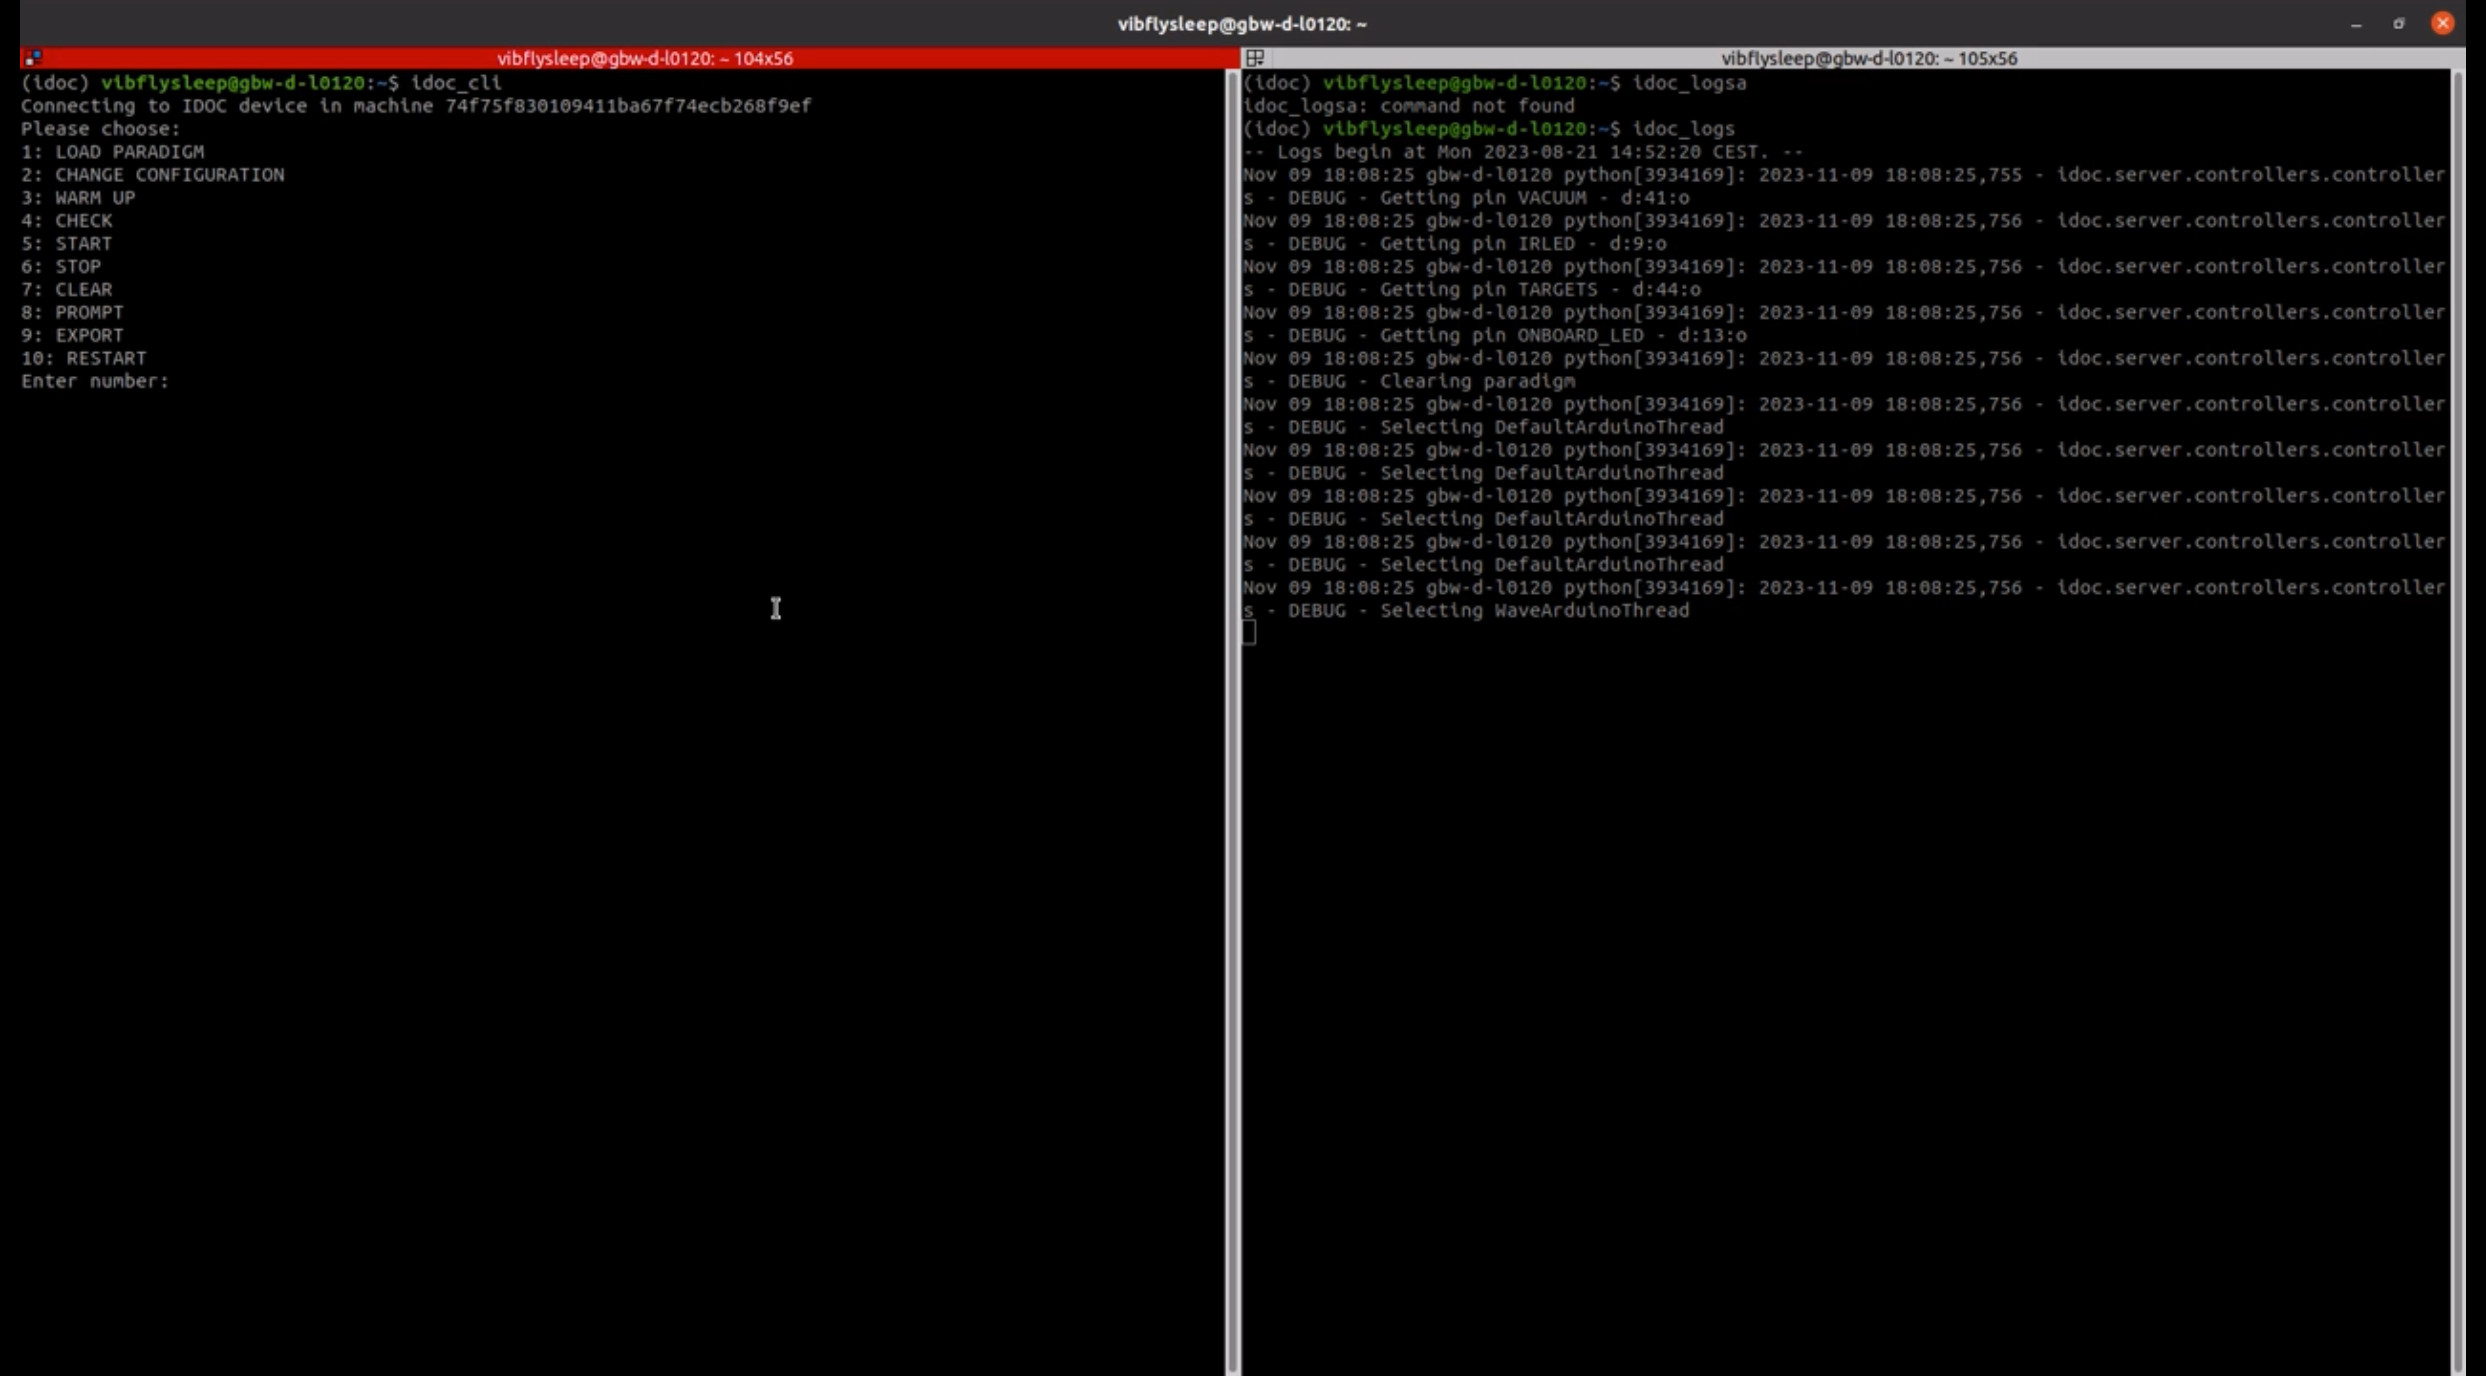 vibflysleep@gbw-d-l0120: ~
vibflysleep@gbw-d-l0120: ~ 104x56
(idoc) vibflysleep@gbw-d-l0120:~$ idoc_cli
Connecting to IDOC device in machine 74f75f830109411ba67f74ecb268f9ef
Please choose:
1: LOAD PARADIGM
2: CHANGE CONFIGURATION
3: WARM UP
4: CHECK
5: START
6: STOP
7: CLEAR
8: PROMPT
9: EXPORT
10: RESTART
Enter number:
vibflysleep@gbw-d-l0120: ~ 105x56
(idoc) vibflysleep@gbw-d-l0120:~$ idoc_logsa
idoc_logsa: command not found
(idoc) vibflysleep@gbw-d-l0120:~$ idoc_logs
-- Logs begin at Mon 2023-08-21 14:52:20 CEST. --
Nov 09 18:08:25 gbw-d-l0120 python[3934169]: 2023-11-09 18:08:25,755 - idoc.server.controllers.controller
s - DEBUG - Getting pin VACUUM - d:41:o
Nov 09 18:08:25 gbw-d-l0120 python[3934169]: 2023-11-09 18:08:25,756 - idoc.server.controllers.controller
s - DEBUG - Getting pin IRLED - d:9:o
Nov 09 18:08:25 gbw-d-l0120 python[3934169]: 2023-11-09 18:08:25,756 - idoc.server.controllers.controller
s - DEBUG - Getting pin TARGETS - d:44:o
Nov 09 18:08:25 gbw-d-l0120 python[3934169]: 2023-11-09 18:08:25,756 - idoc.server.controllers.controller
s - DEBUG - Getting pin ONBOARD_LED - d:13:o
Nov 09 18:08:25 gbw-d-l0120 python[3934169]: 2023-11-09 18:08:25,756 - idoc.server.controllers.controller
s - DEBUG - Clearing paradigm
Nov 09 18:08:25 gbw-d-l0120 python[3934169]: 2023-11-09 18:08:25,756 - idoc.server.controllers.controller
s - DEBUG - Selecting DefaultArduinoThread
Nov 09 18:08:25 gbw-d-l0120 python[3934169]: 2023-11-09 18:08:25,756 - idoc.server.controllers.controller
s - DEBUG - Selecting DefaultArduinoThread
Nov 09 18:08:25 gbw-d-l0120 python[3934169]: 2023-11-09 18:08:25,756 - idoc.server.controllers.controller
s - DEBUG - Selecting DefaultArduinoThread
Nov 09 18:08:25 gbw-d-l0120 python[3934169]: 2023-11-09 18:08:25,756 - idoc.server.controllers.controller
s - DEBUG - Selecting DefaultArduinoThread
Nov 09 18:08:25 gbw-d-l0120 python[3934169]: 2023-11-09 18:08:25,756 - idoc.server.controllers.controller
s - DEBUG - Selecting WaveArduinoThread